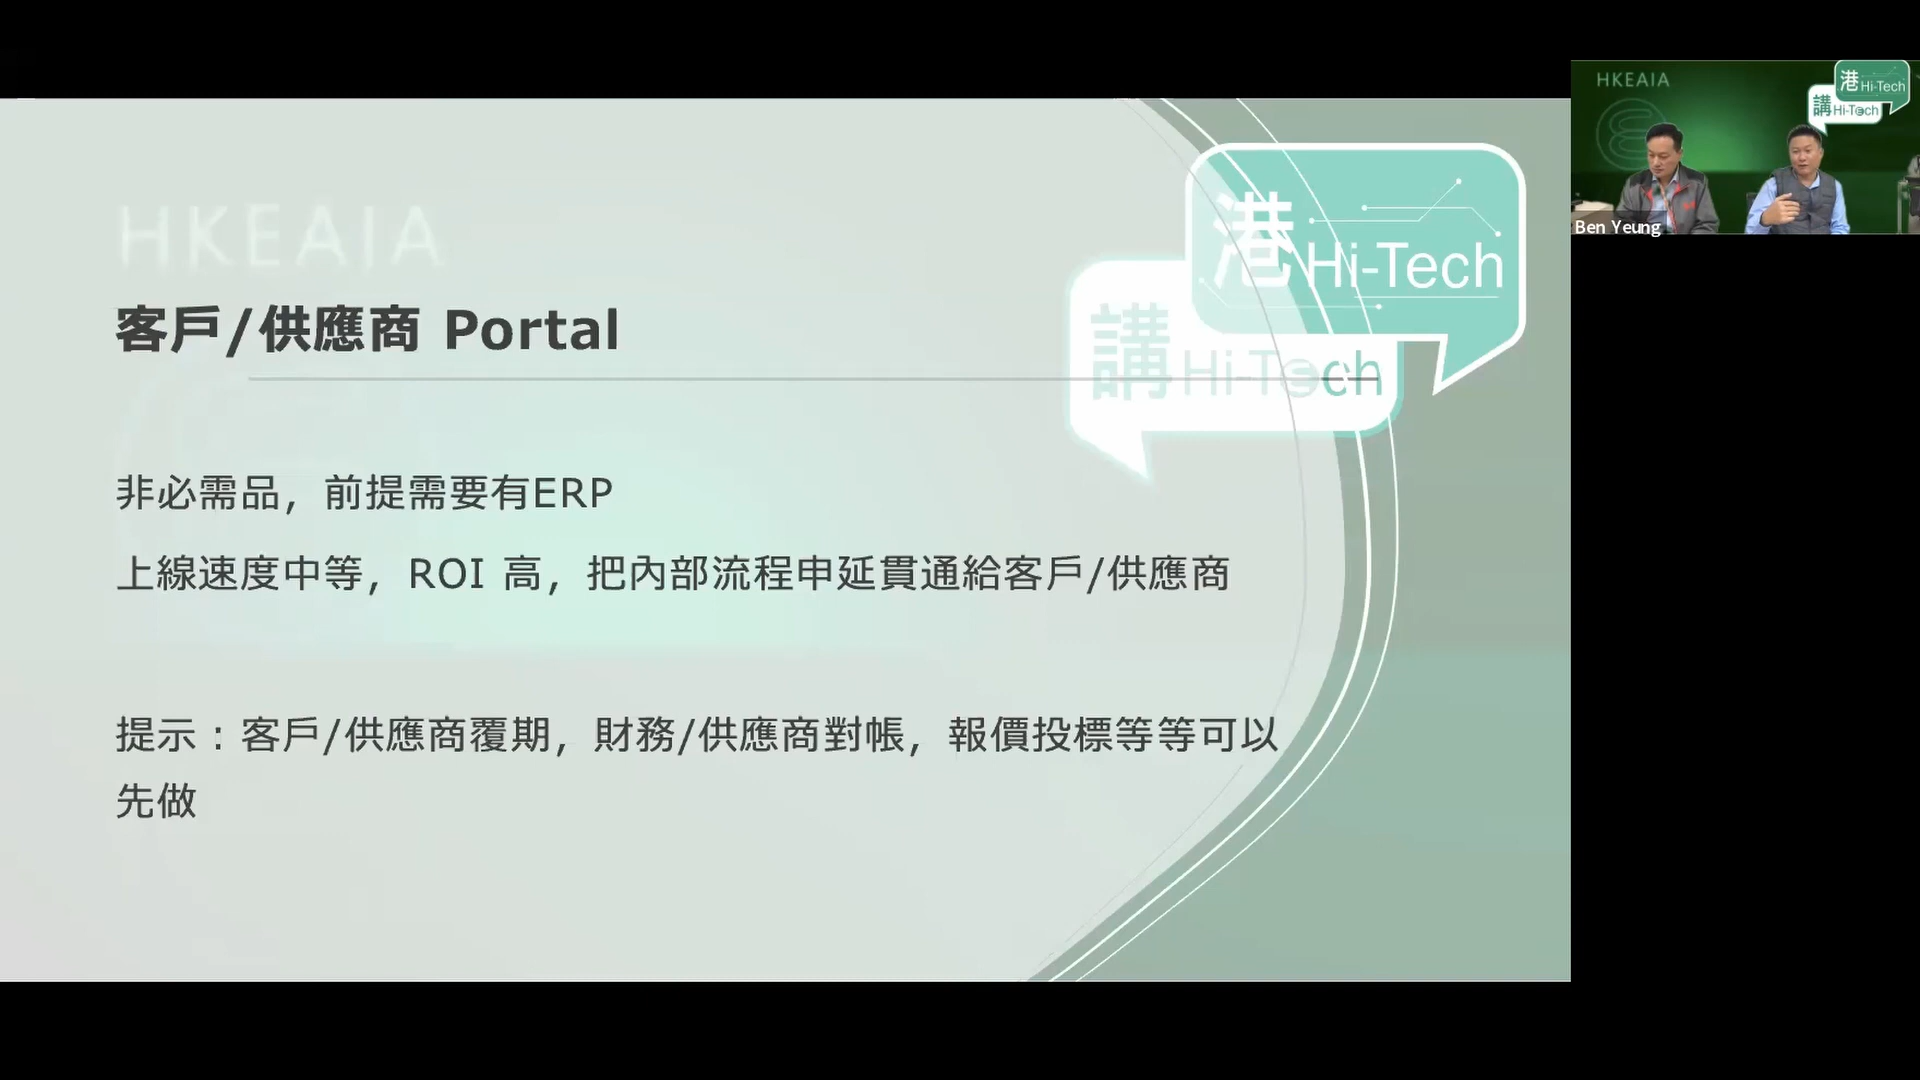 HKEAIA
港 Hi-Tech
講 Hi-Tech
客戶/供應商 Portal
非必需品，前提需要有ERP
上線速度中等，ROI 高，把內部流程申延貫通給客戶/供應商
提示：客戶/供應商覆期，財務/供應商對帳，報價投標等等可以
先做
HKEAIA
港 Hi-Tech
講 Hi-Tech
Ben Yeung